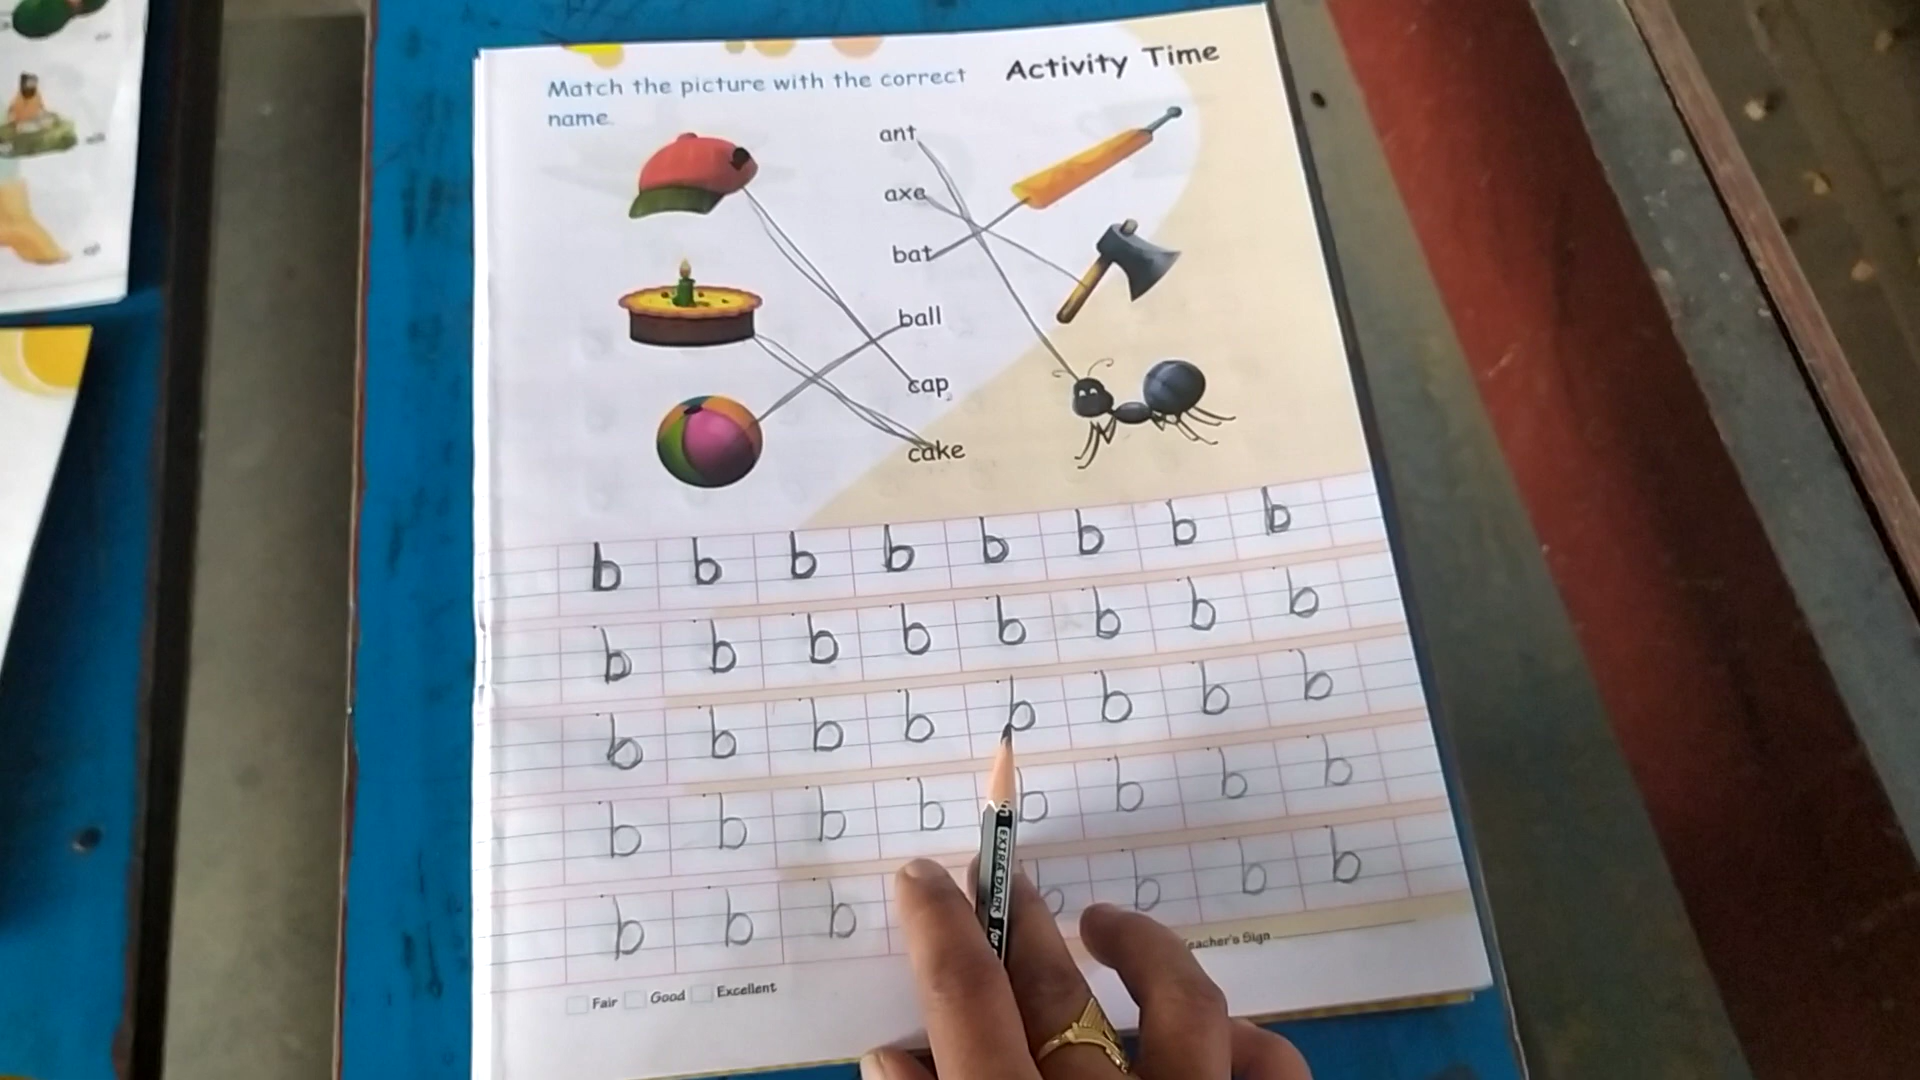 Activity Time
Match the picture with the correct
name.
ant
axe
bat
ball
cap
cake
b b b b b b b b
b b b b b b b b
b b b b b b b b
b b b b b b b b
b b b b b b b
Teacher's Sign
Fair Good Excellent
EXTRA DARK for